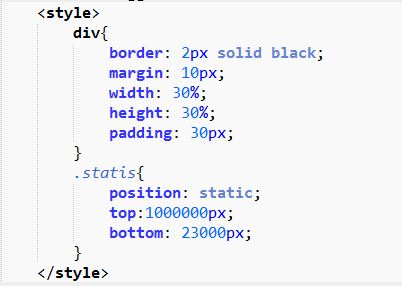 <style>
div{
border: 2px solid black;
margin: 10px;
width: 30%;
height: 30%;
padding: 30px;
}
.statis{
position: static;
top:1000000px;
bottom: 23000px;
}
</style>